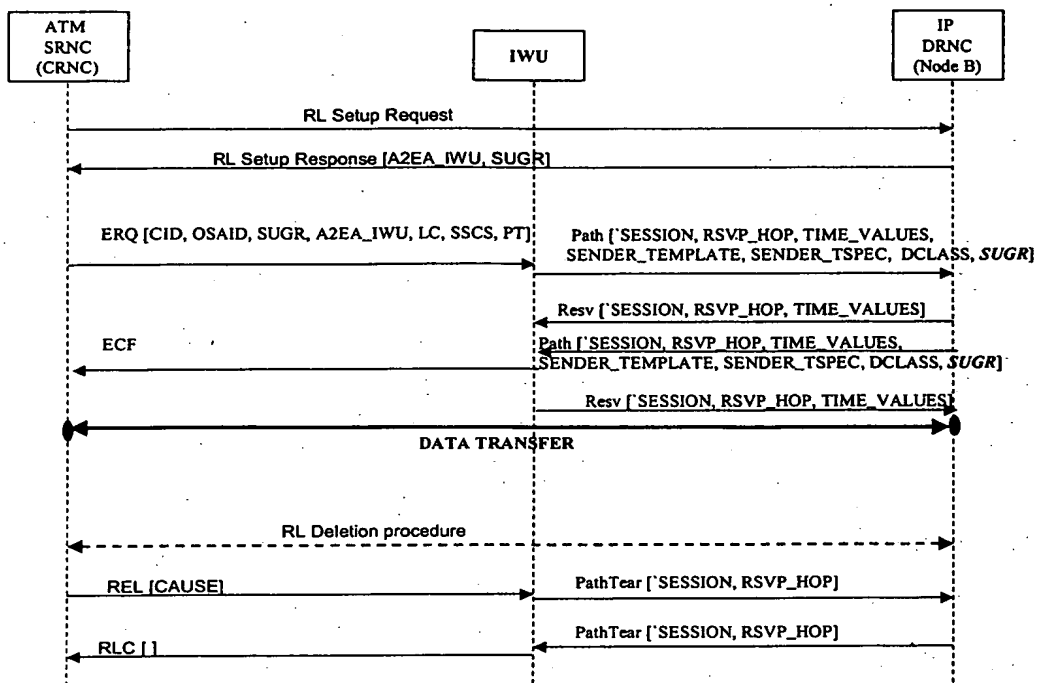 ATM
SRNC
(CRNC)
IWU
IP
DRNC
(Node B)
RL Setup Request
RL Setup Response [A2EA_IWU, SUGR]
ERQ [CID, OSAID, SUGR, A2EA_IWU, LC, SSCS, PT]
Path [`SESSION, RSVP_HOP, TIME_VALUES,
SENDER_TEMPLATE, SENDER_TSPEC, DCLASS, SUGR]
Resv [`SESSION, RSVP_HOP, TIME_VALUES]
ECF
Path [`SESSION, RSVP_HOP, TIME_VALUES,
SENDER_TEMPLATE, SENDER_TSPEC, DCLASS, SUGR]
Resv [`SESSION, RSVP_HOP, TIME_VALUES]
DATA TRANSFER
RL Deletion procedure
REL [CAUSE]
PathTear [`SESSION, RSVP_HOP]
PathTear [`SESSION, RSVP_HOP]
RLC [ ]